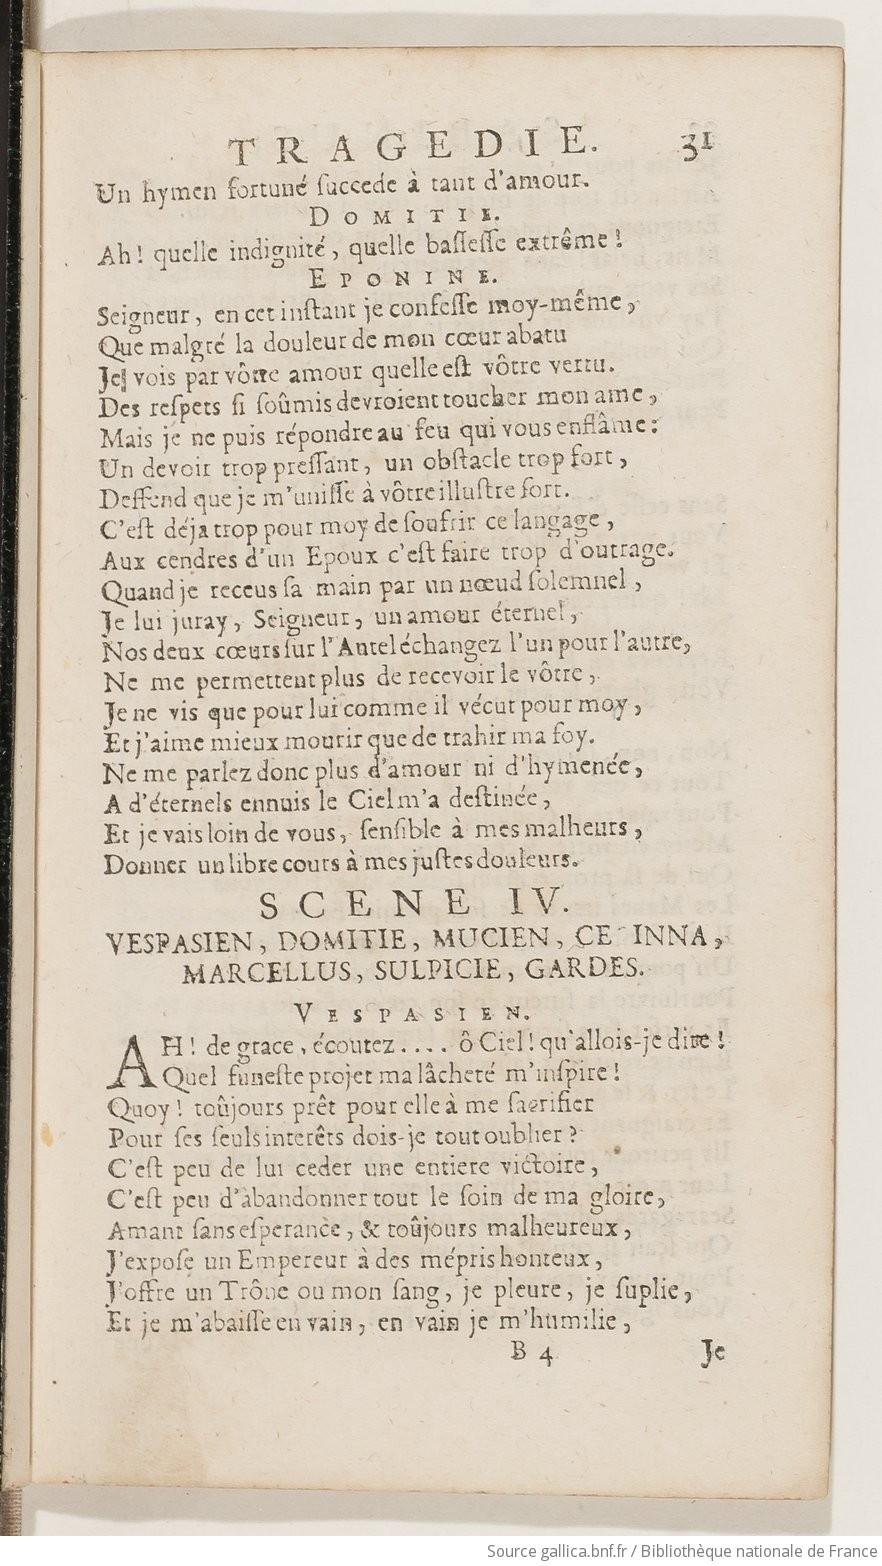 TRAGEDIE. 31
Un hymen fortuné ſuccede à tant d'amour.
DOMITIE.
Ah! quelle indignité, quelle baſſeſſe extrême!
EPONINE.
Seigneur, en cet inſtant je confeſſe moy-même,
Que malgré la douleur de mon cœur abatu
Je vois par vôtre amour quelle eſt vôtre vertu.
Des reſpets ſi ſoûmis devroient toucher mon ame,
Mais je ne puis répondre au feu qui vous enflâme:
Un devoir trop preſſant, un obſtacle trop fort,
Deffend que je m'uniſſe à vôtre illuſtre ſort.
C'eſt déja trop pour moy de ſoufrir ce langage,
Aux cendres d'un Epoux c'eſt faire trop d'outrage.
Quand je receus ſa main par un nœud ſolemnel,
Je lui juray, Seigneur, un amour éternel,
Nos deux cœurs ſur l'Autel échangez l'un pour l'autre,
Ne me permettent plus de recevoir le vôtre,
Je ne vis que pour lui comme il vécut pour moy,
Et j'aime mieux mourir que de trahir ma foy.
Ne me parlez donc plus d'amour ni d'hymenée,
A d'éternels ennuis le Ciel m'a deſtinée,
Et je vais loin de vous, ſenſible à mes malheurs,
Donner un libre cours à mes juſtes douleurs.
SCENE IV.
VESPASIEN, DOMITIE, MUCIEN, CE INNA,
MARCELLUS, SULPICIE, GARDES.
VESPASIEN.
AH! de grace, écoutez.... ô Ciel! qu'allois-je dire!
Quel funeſte projet ma lâcheté m'inſpire!
Quoy! toûjours prêt pour elle à me ſacrifier
Pour ſes ſeuls interêts dois-je tout oublier?
C'eſt peu de lui ceder une entiere victoire,
C'eſt peu d'abandonner tout le ſoin de ma gloire,
Amant ſans eſperance, & toûjours malheureux,
J'expoſe un Empereur à des mépris honteux,
J'offre un Trône ou mon ſang, je pleure, je ſuplie,
Et je m'abaiſſe en vain, en vain je m'humilie,
B 4 Je
Source gallica.bnf.fr / Bibliothèque nationale de France